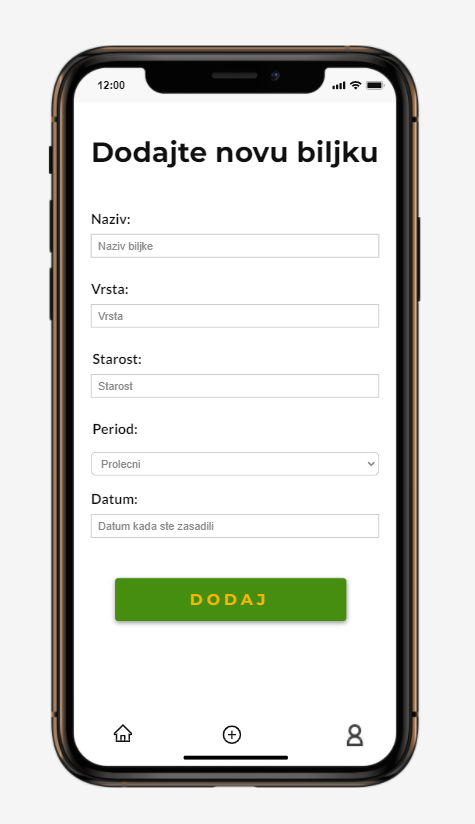 12:00
Dodajte novu biljku
Naziv:
Naziv biljke
Vrsta:
Vrsta
Starost:
Starost
Period:
Prolecni
Datum:
Datum kada ste zasadili
DODAJ